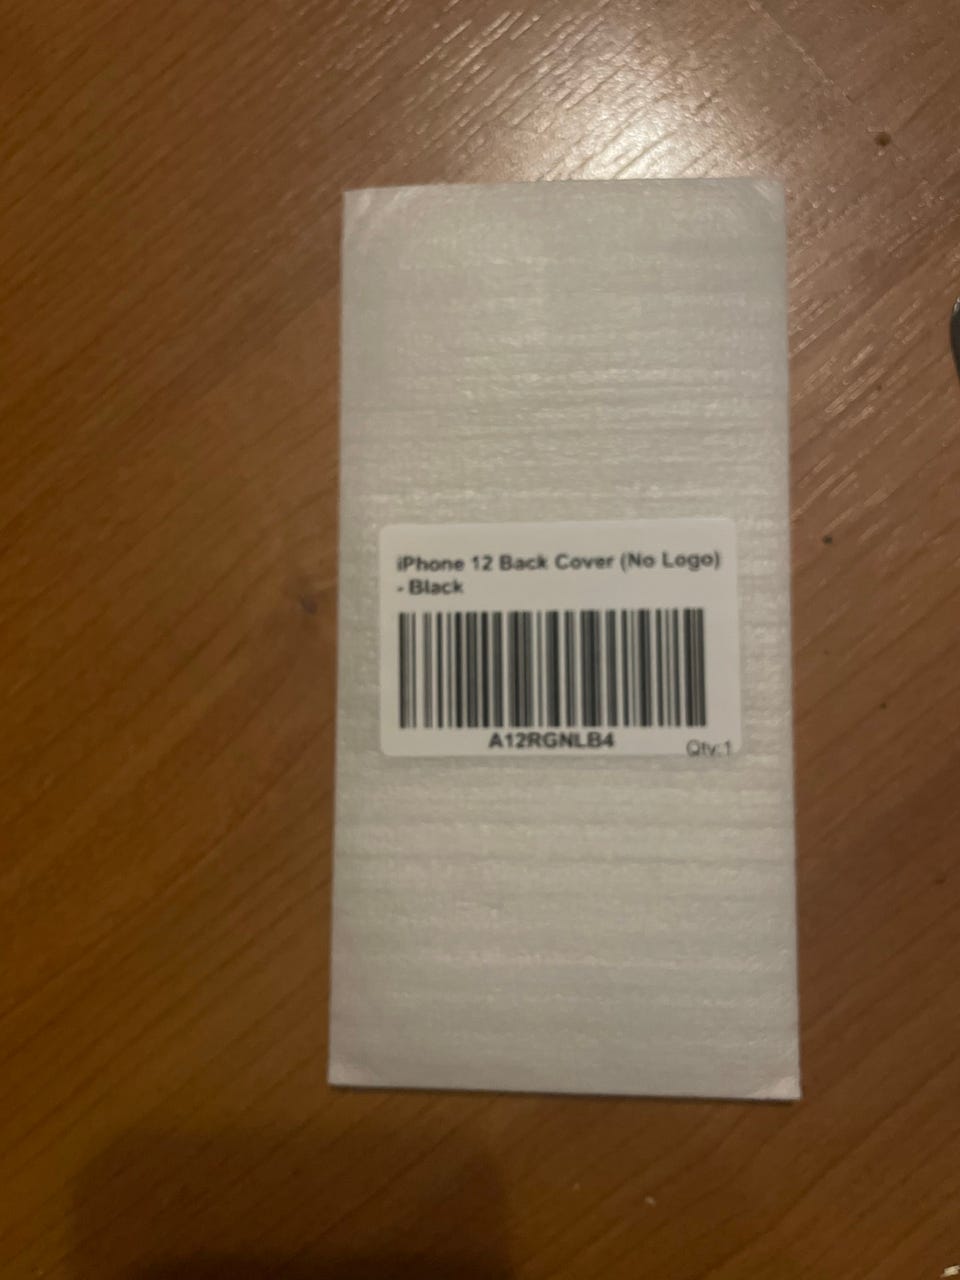 iPhone 12 Back Cover (No Logo)
- Black
A12RGNLB4
Qty:1